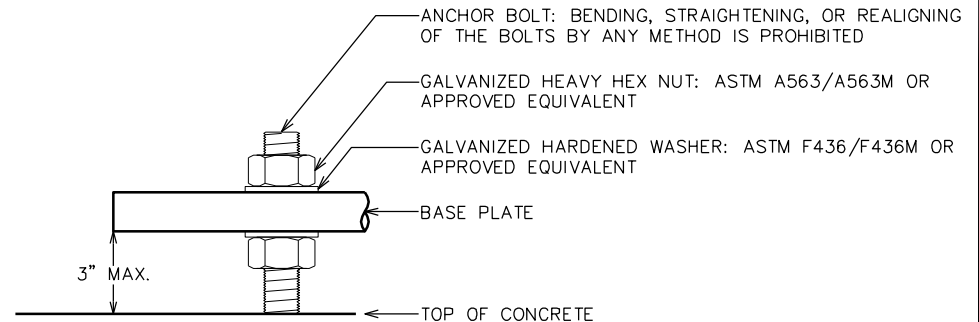 ANCHOR BOLT: BENDING, STRAIGHTENING, OR REALIGNING
OF THE BOLTS BY ANY METHOD IS PROHIBITED
GALVANIZED HEAVY HEX NUT: ASTM A563/A563M OR
APPROVED EQUIVALENT
GALVANIZED HARDENED WASHER: ASTM F436/F436M OR
APPROVED EQUIVALENT
BASE PLATE
3" MAX.
TOP OF CONCRETE